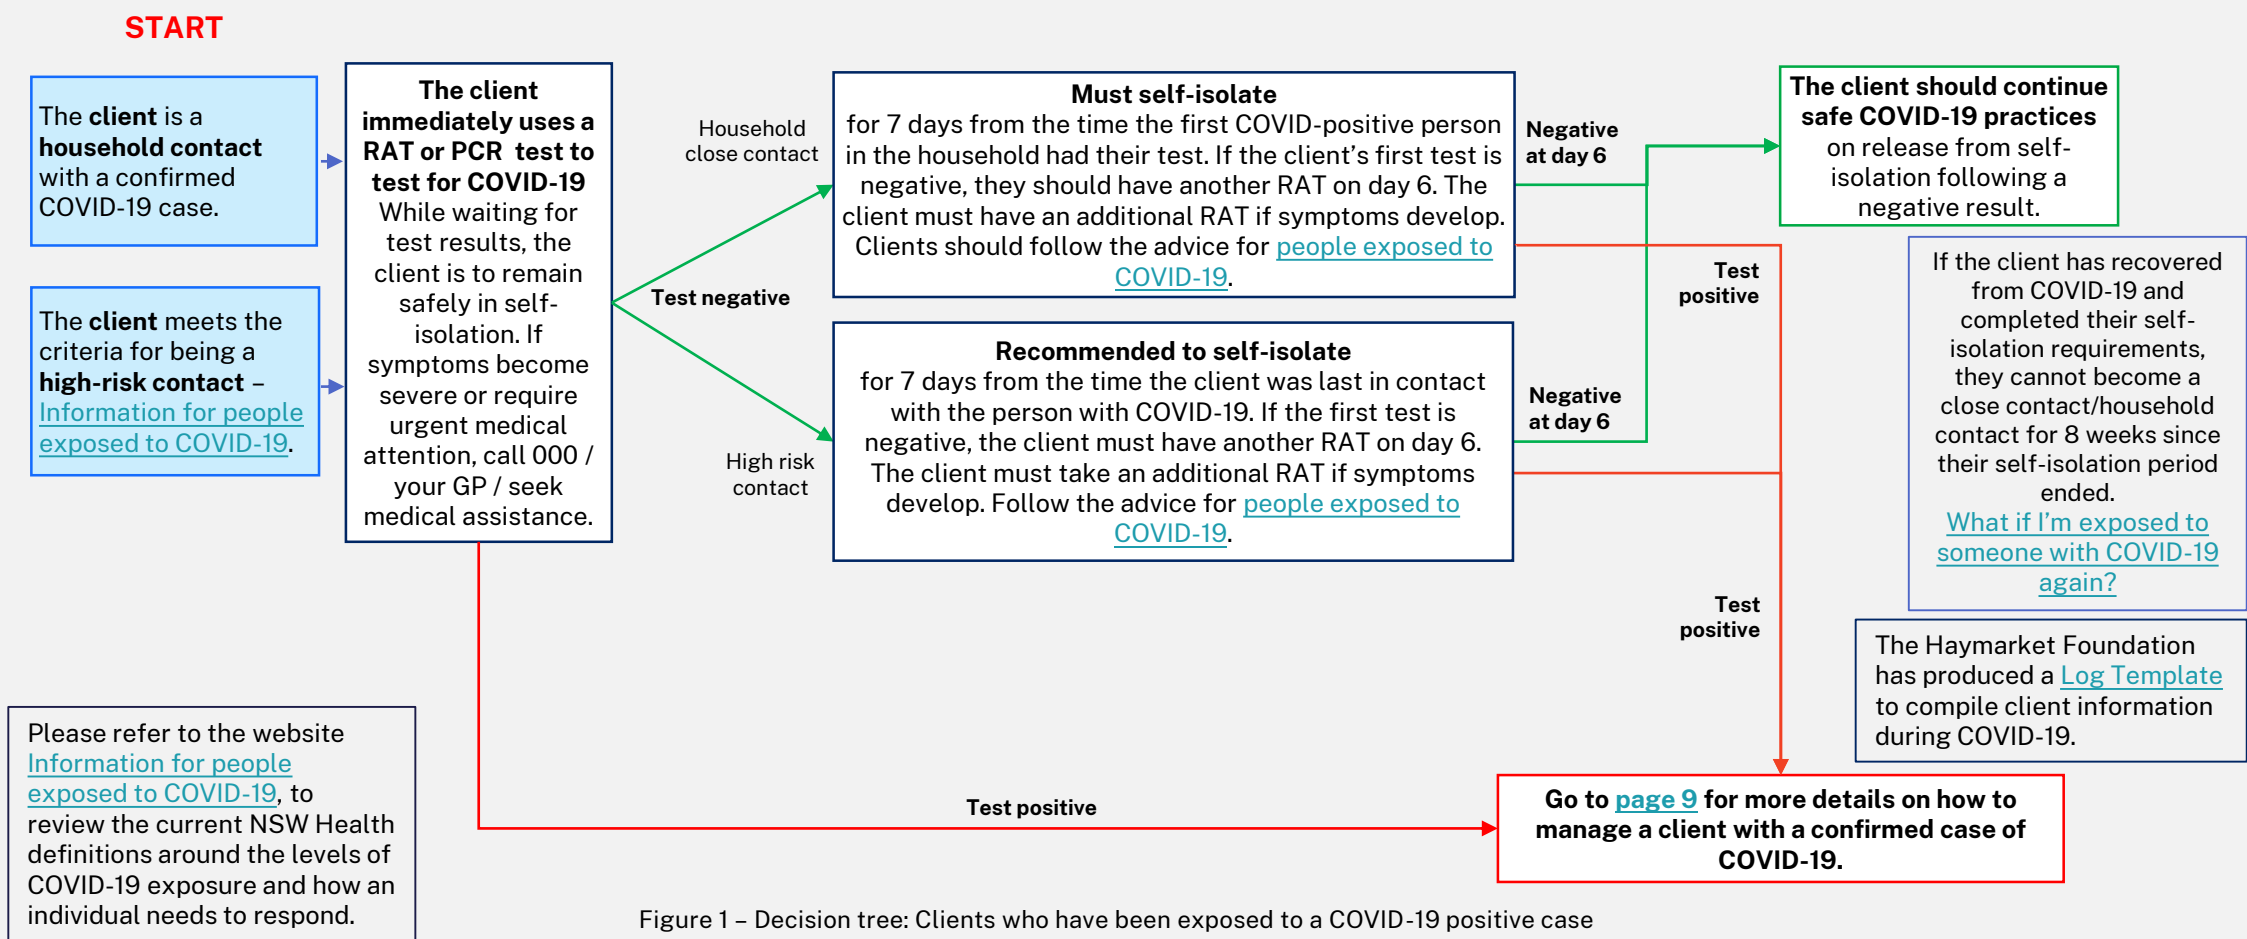 START
The client is a
household contact
with a confirmed
COVID-19 case.
The client meets the
criteria for being a
high-risk contact –
Information for people
exposed to COVID-19.
The client
immediately uses a
RAT or PCR test to
test for COVID-19
While waiting for
test results, the
client is to remain
safely in self-
isolation. If
symptoms become
severe or require
urgent medical
attention, call 000 /
your GP / seek
medical assistance.
Household
close contact
Test negative
High risk
contact
Must self-isolate
for 7 days from the time the first COVID-positive person
in the household had their test. If the client's first test is
negative, they should have another RAT on day 6. The
client must have an additional RAT if symptoms develop.
Clients should follow the advice for people exposed to
COVID-19.
Recommended to self-isolate
for 7 days from the time the client was last in contact
with the person with COVID-19. If the first test is
negative, the client must have another RAT on day 6.
The client must take an additional RAT if symptoms
develop. Follow the advice for people exposed to
COVID-19.
Negative
at day 6
Test
positive
Negative
at day 6
Test
positive
The client should continue
safe COVID-19 practices
on release from self-
isolation following a
negative result.
If the client has recovered
from COVID-19 and
completed their self-
isolation requirements,
they cannot become a
close contact/household
contact for 8 weeks since
their self-isolation period
ended.
What if I'm exposed to
someone with COVID-19
again?
The Haymarket Foundation
has produced a Log Template
to compile client information
during COVID-19.
Please refer to the website
Information for people
exposed to COVID-19, to
review the current NSW Health
definitions around the levels of
COVID-19 exposure and how an
individual needs to respond.
Test positive
Go to page 9 for more details on how to
manage a client with a confirmed case of
COVID-19.
Figure 1 – Decision tree: Clients who have been exposed to a COVID-19 positive case